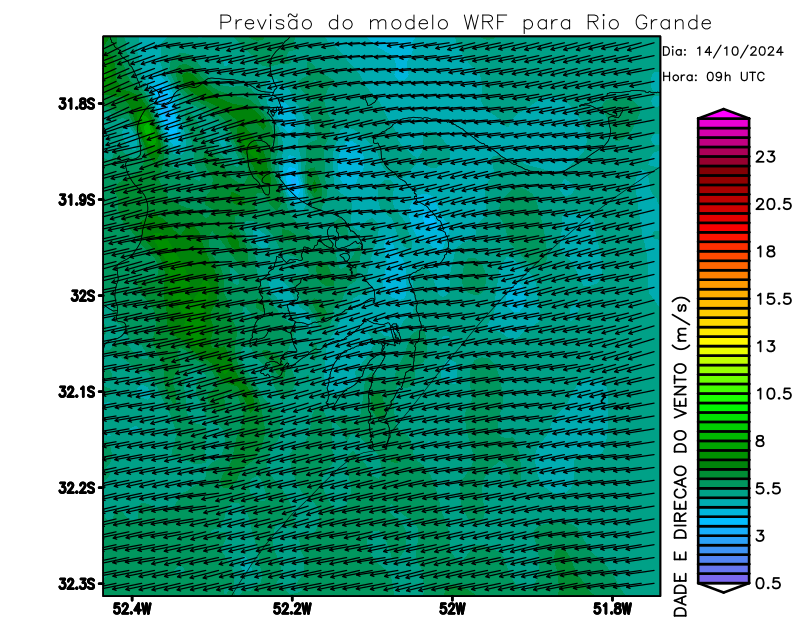 Previsão do modelo WRF para Rio Grande
Dia: 14/10/2024
Hora: 09h UTC
31.8S
31.9S
32S
32.1S
32.2S
32.3S
52.4W
52.2W
52W
51.8W
23
20.5
18
15.5
13
10.5
8
5.5
3
0.5
DADE E DIRECAO DO VENTO (m/s)